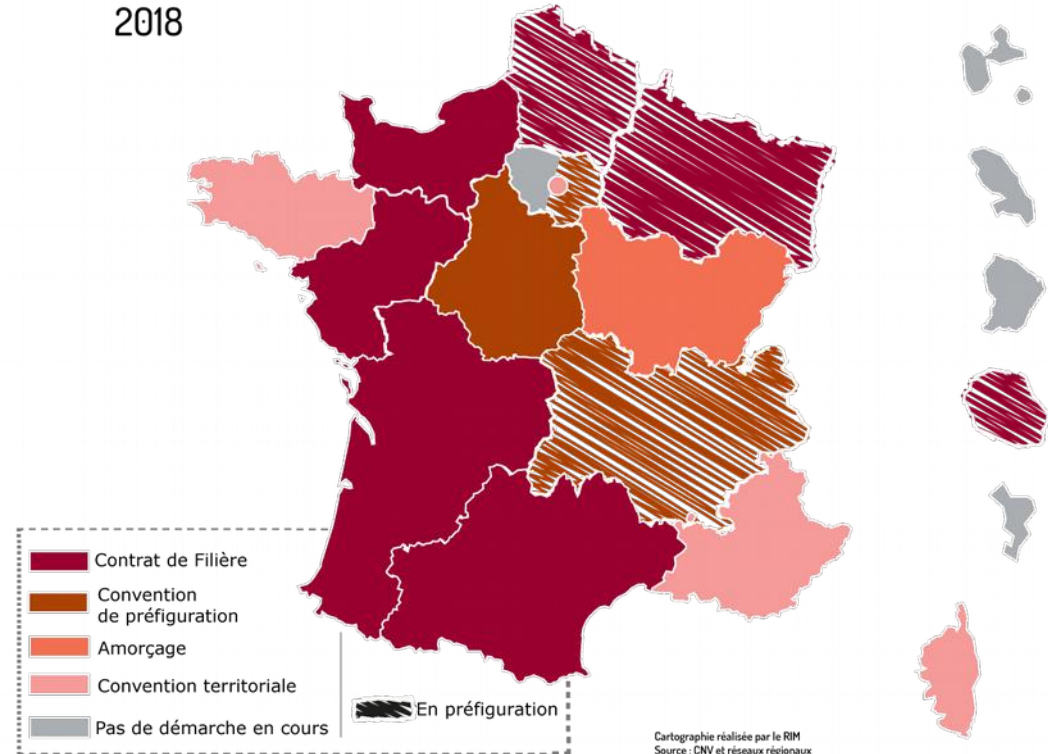 2018
Contrat de Filière
Convention
de préfiguration
Amorçage
Convention territoriale
Pas de démarche en cours
En préfiguration
Cartographie réalisée par le RIM
Source : CNV et réseaux régionaux